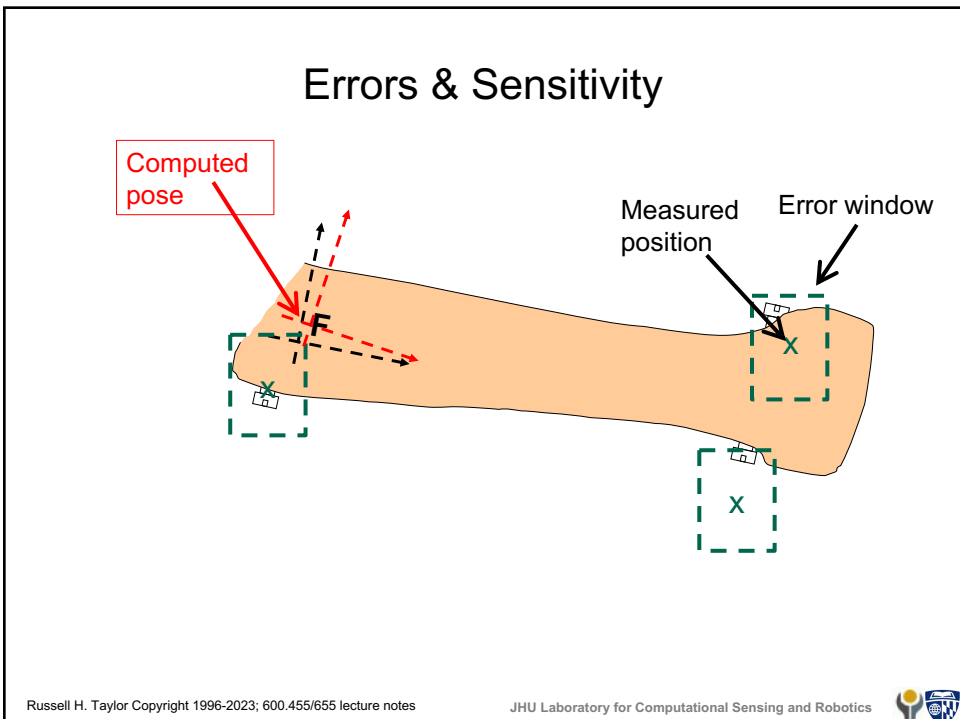 Errors & Sensitivity
Computed
pose
Measured
position
Error window
F
x
x
x
Russell H. Taylor Copyright 1996-2023; 600.455/655 lecture notes
JHU Laboratory for Computational Sensing and Robotics